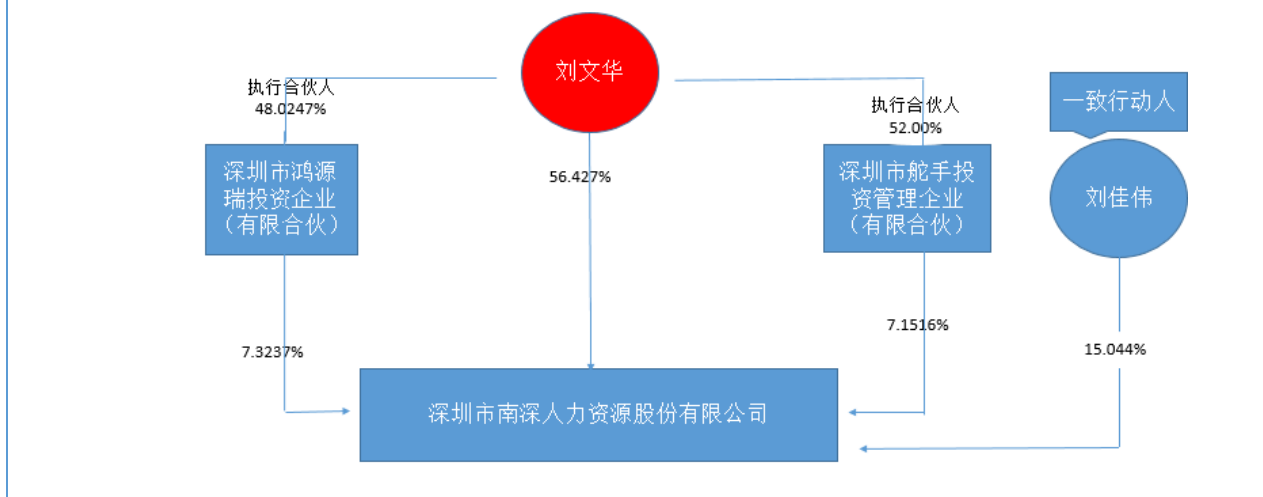 刘文华
执行合伙人
48.0247%
执行合伙人
52.00%
一致行动人
深圳市鸿源
瑞投资企业
（有限合伙）
56.427%
深圳市舵手投
资管理企业
（有限合伙）
刘佳伟
7.3237%
7.1516%
15.044%
深圳市南深人力资源股份有限公司